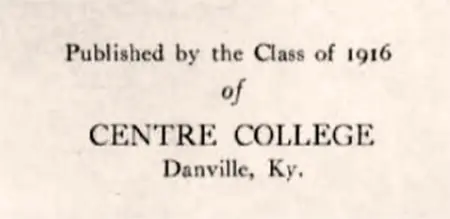 Published by the Class of 1916
of
CENTRE COLLEGE
Danville, Ky.